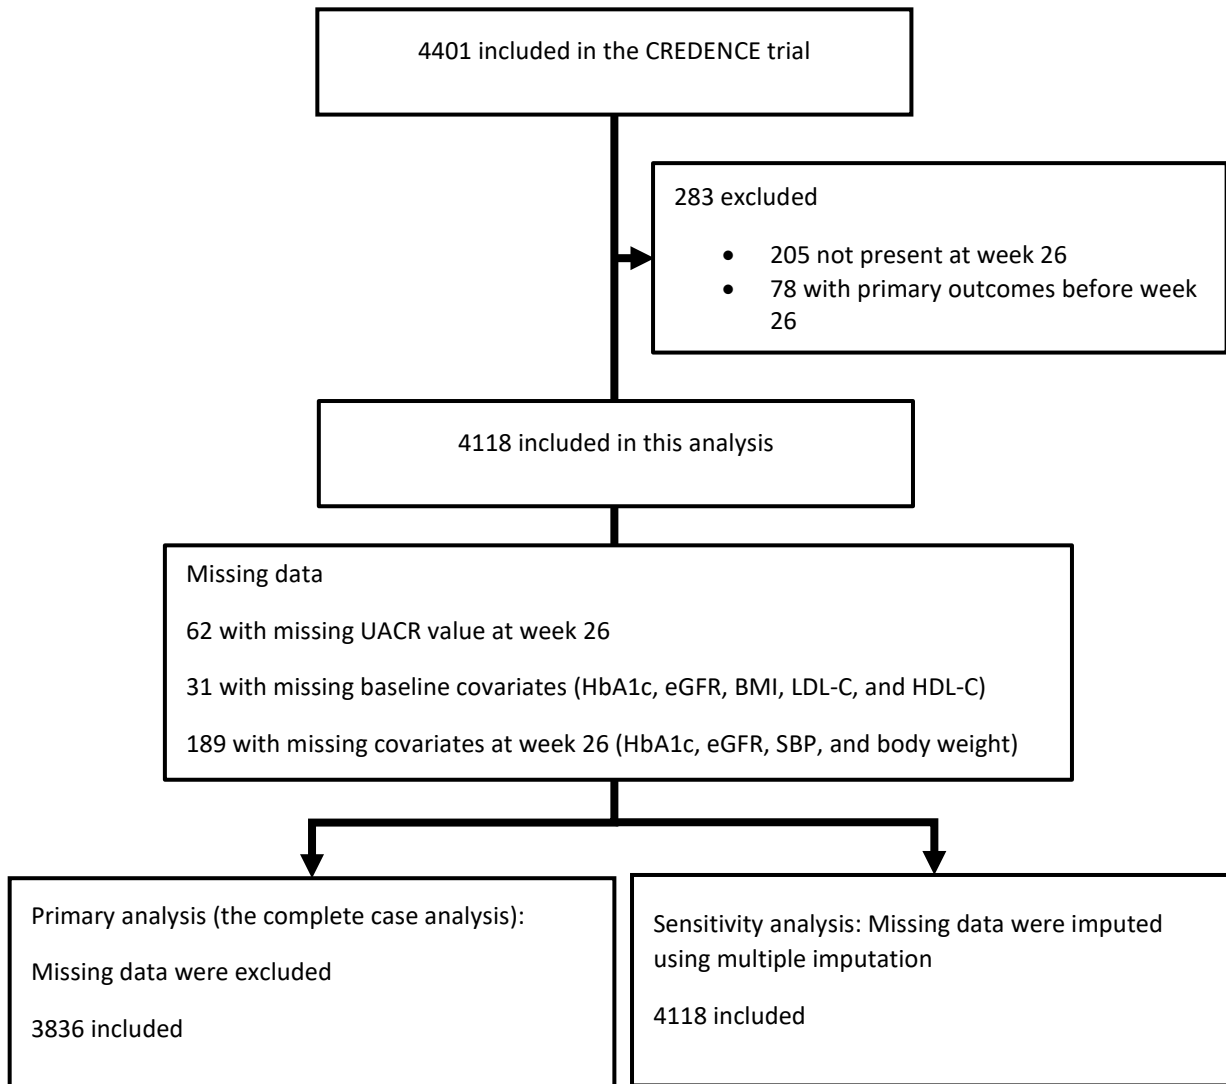 4401 included in the CREDENCE trial
283 excluded
• 205 not present at week 26
• 78 with primary outcomes before week
26
4118 included in this analysis
Missing data
62 with missing UACR value at week 26
31 with missing baseline covariates (HbA1c, eGFR, BMI, LDL-C, and HDL-C)
189 with missing covariates at week 26 (HbA1c, eGFR, SBP, and body weight)
Primary analysis (the complete case analysis):
Missing data were excluded
3836 included
Sensitivity analysis: Missing data were imputed
using multiple imputation
4118 included